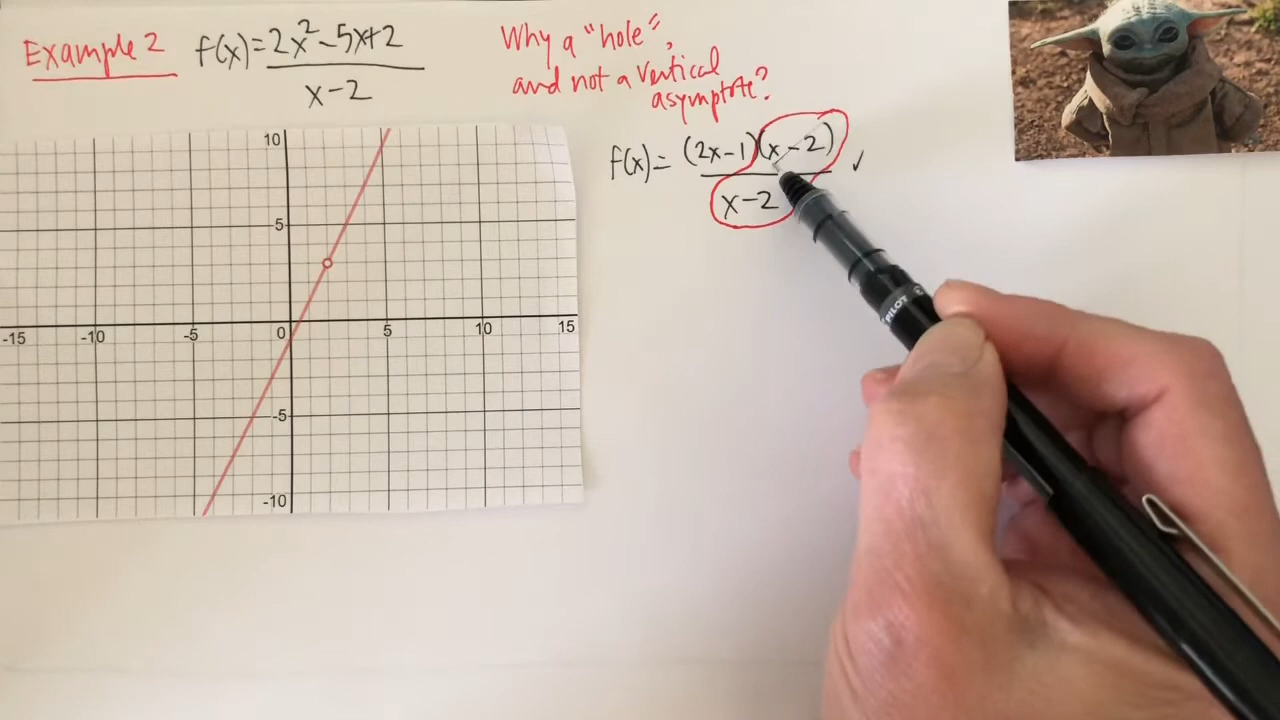 Example 2
f(x)=2x²-5x+2
x-2
Why a "hole",
and not a vertical
asymptote?
f(x)=(2x-1)(x-2) ✓
x-2
10
5
-15 -10 -5 0 5 10 15
-5
-10
PILOT